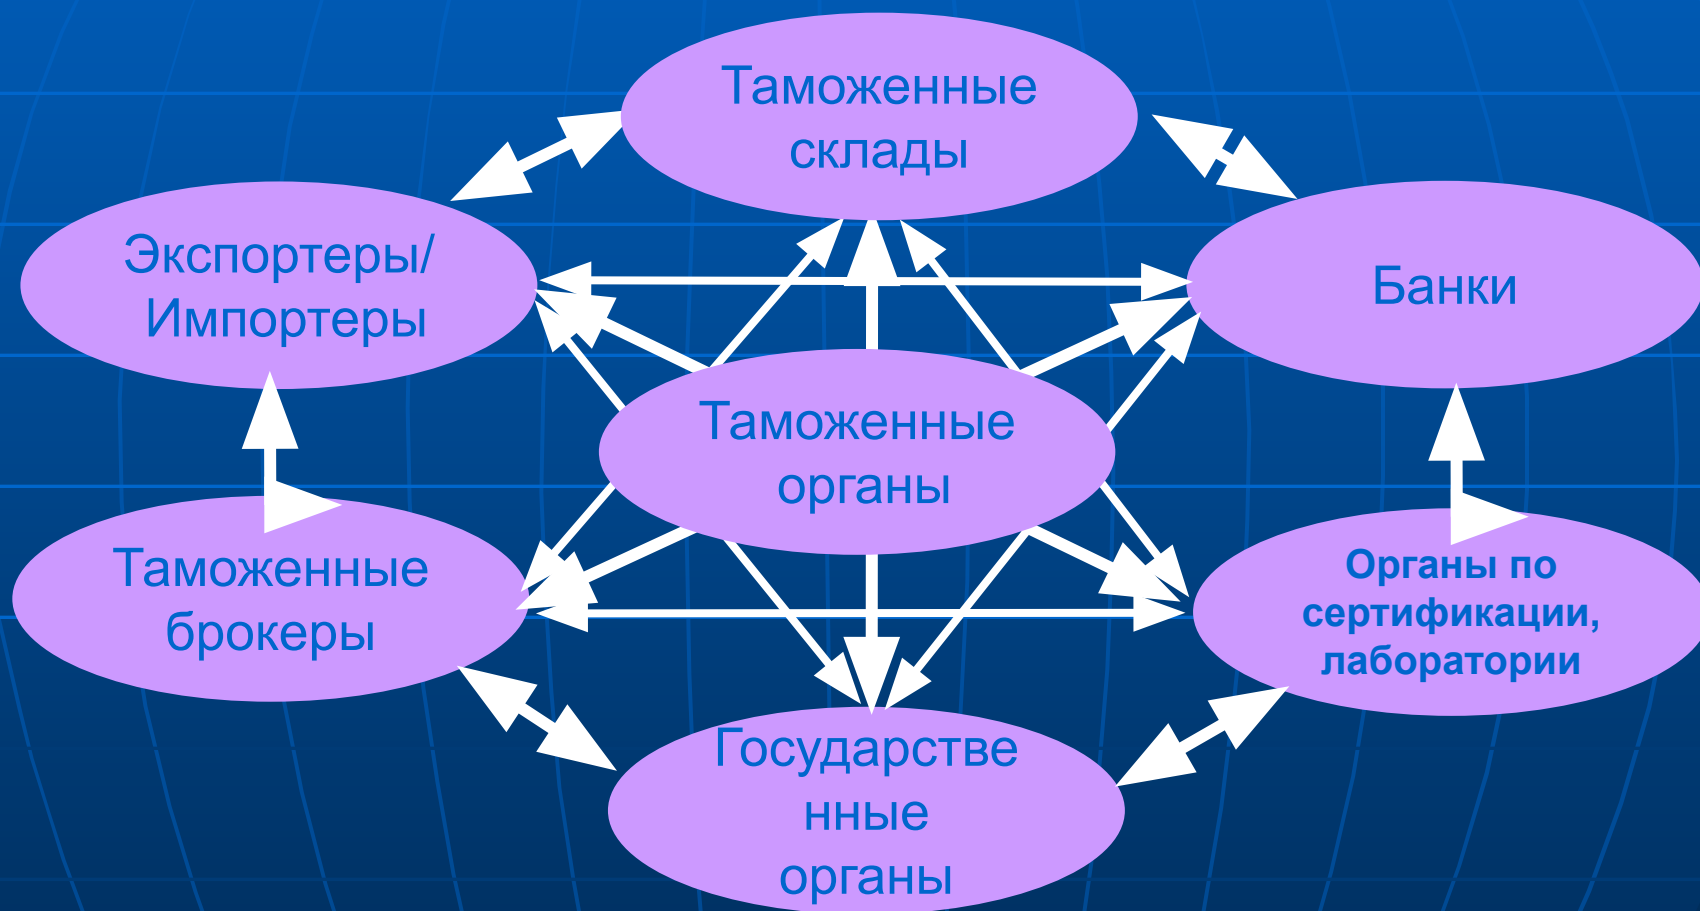 Таможенные
склады
Экспортеры/
Импортеры
Банки
Таможенные
органы
Таможенные
брокеры
Органы по
сертификации,
лаборатории
Государстве
нные
органы